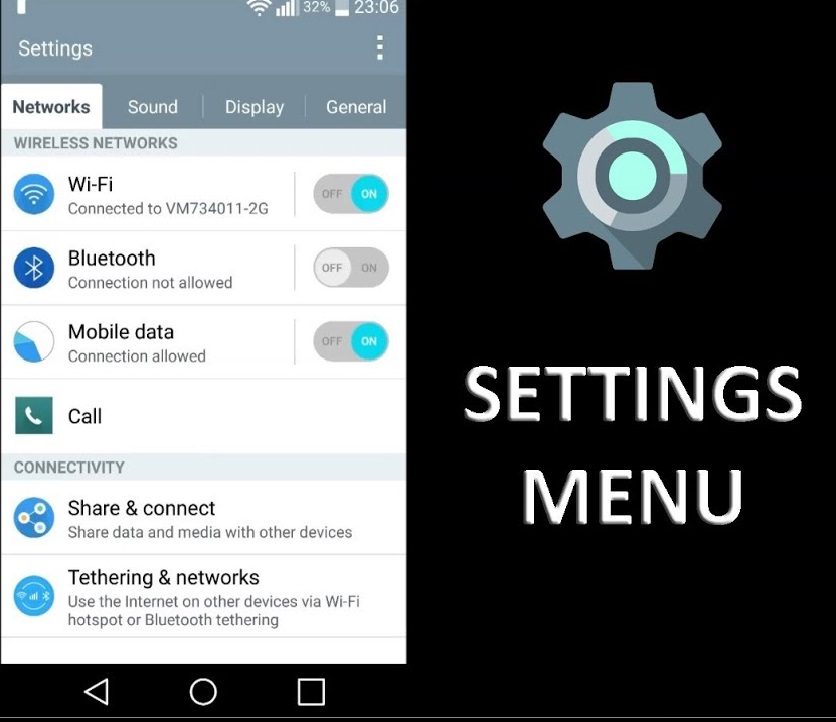 32% 23:06
Settings
Networks Sound Display General
WIRELESS NETWORKS
Wi-Fi
Connected to VM734011-2G
OFF ON
Bluetooth
Connection not allowed
OFF ON
Mobile data
Connection allowed
OFF ON
Call
CONNECTIVITY
Share & connect
Share data and media with other devices
Tethering & networks
Use the Internet on other devices via Wi-Fi
hotspot or Bluetooth tethering
SETTINGS
MENU